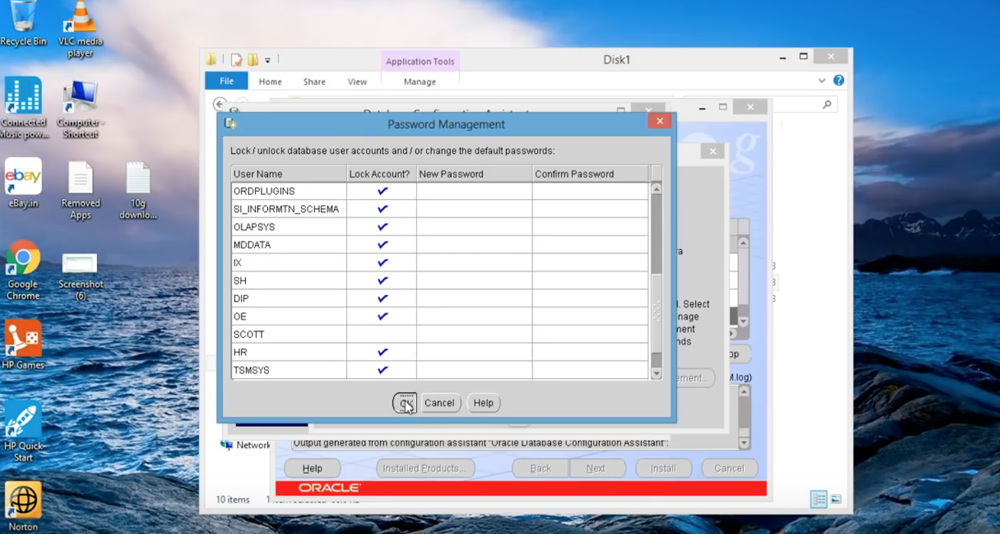 Recycle Bin
VLC media
player
Connected
Music pow...
Computer -
Shortcut
ebay
eBay.in
Removed
Apps
10g
downlo...
Google
Chrome
Screenshot
(6)
HP Games
HP Quick
Start
Norton
Application Tools
Disk1
File
Home
Share
View
Manage
Password Management
Lock / unlock database user accounts and / or change the default passwords:
User Name
Lock Account?
New Password
Confirm Password
ORDPLUGINS
SI_INFORMTN_SCHEMA
OLAPSYS
MDDATA
IX
SH
DIP
OE
SCOTT
HR
TSMSYS
Cancel
Help
g
ra
l. Select
nage
ment
nds
op
ement...
M.log)
Network
Output generated from configuration assistant "Oracle Database Configuration Assistant":
Help
Installed Products...
Back
Next
Install
Cancel
ORACLE
10 items